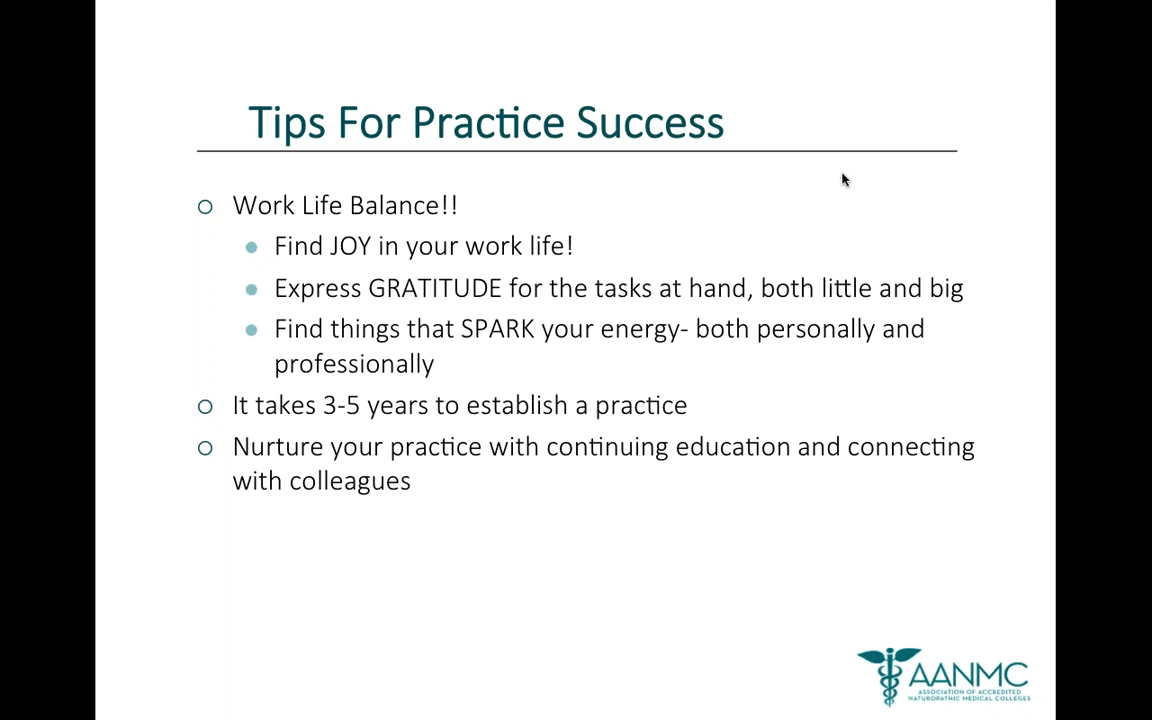 Tips For Practice Success
Work Life Balance!!
Find JOY in your work life!
Express GRATITUDE for the tasks at hand, both little and big
Find things that SPARK your energy- both personally and
professionally
It takes 3-5 years to establish a practice
Nurture your practice with continuing education and connecting
with colleagues
AANMC
ASSOCIATION OF ACCREDITED
NATUROPATHIC MEDICAL COLLEGES